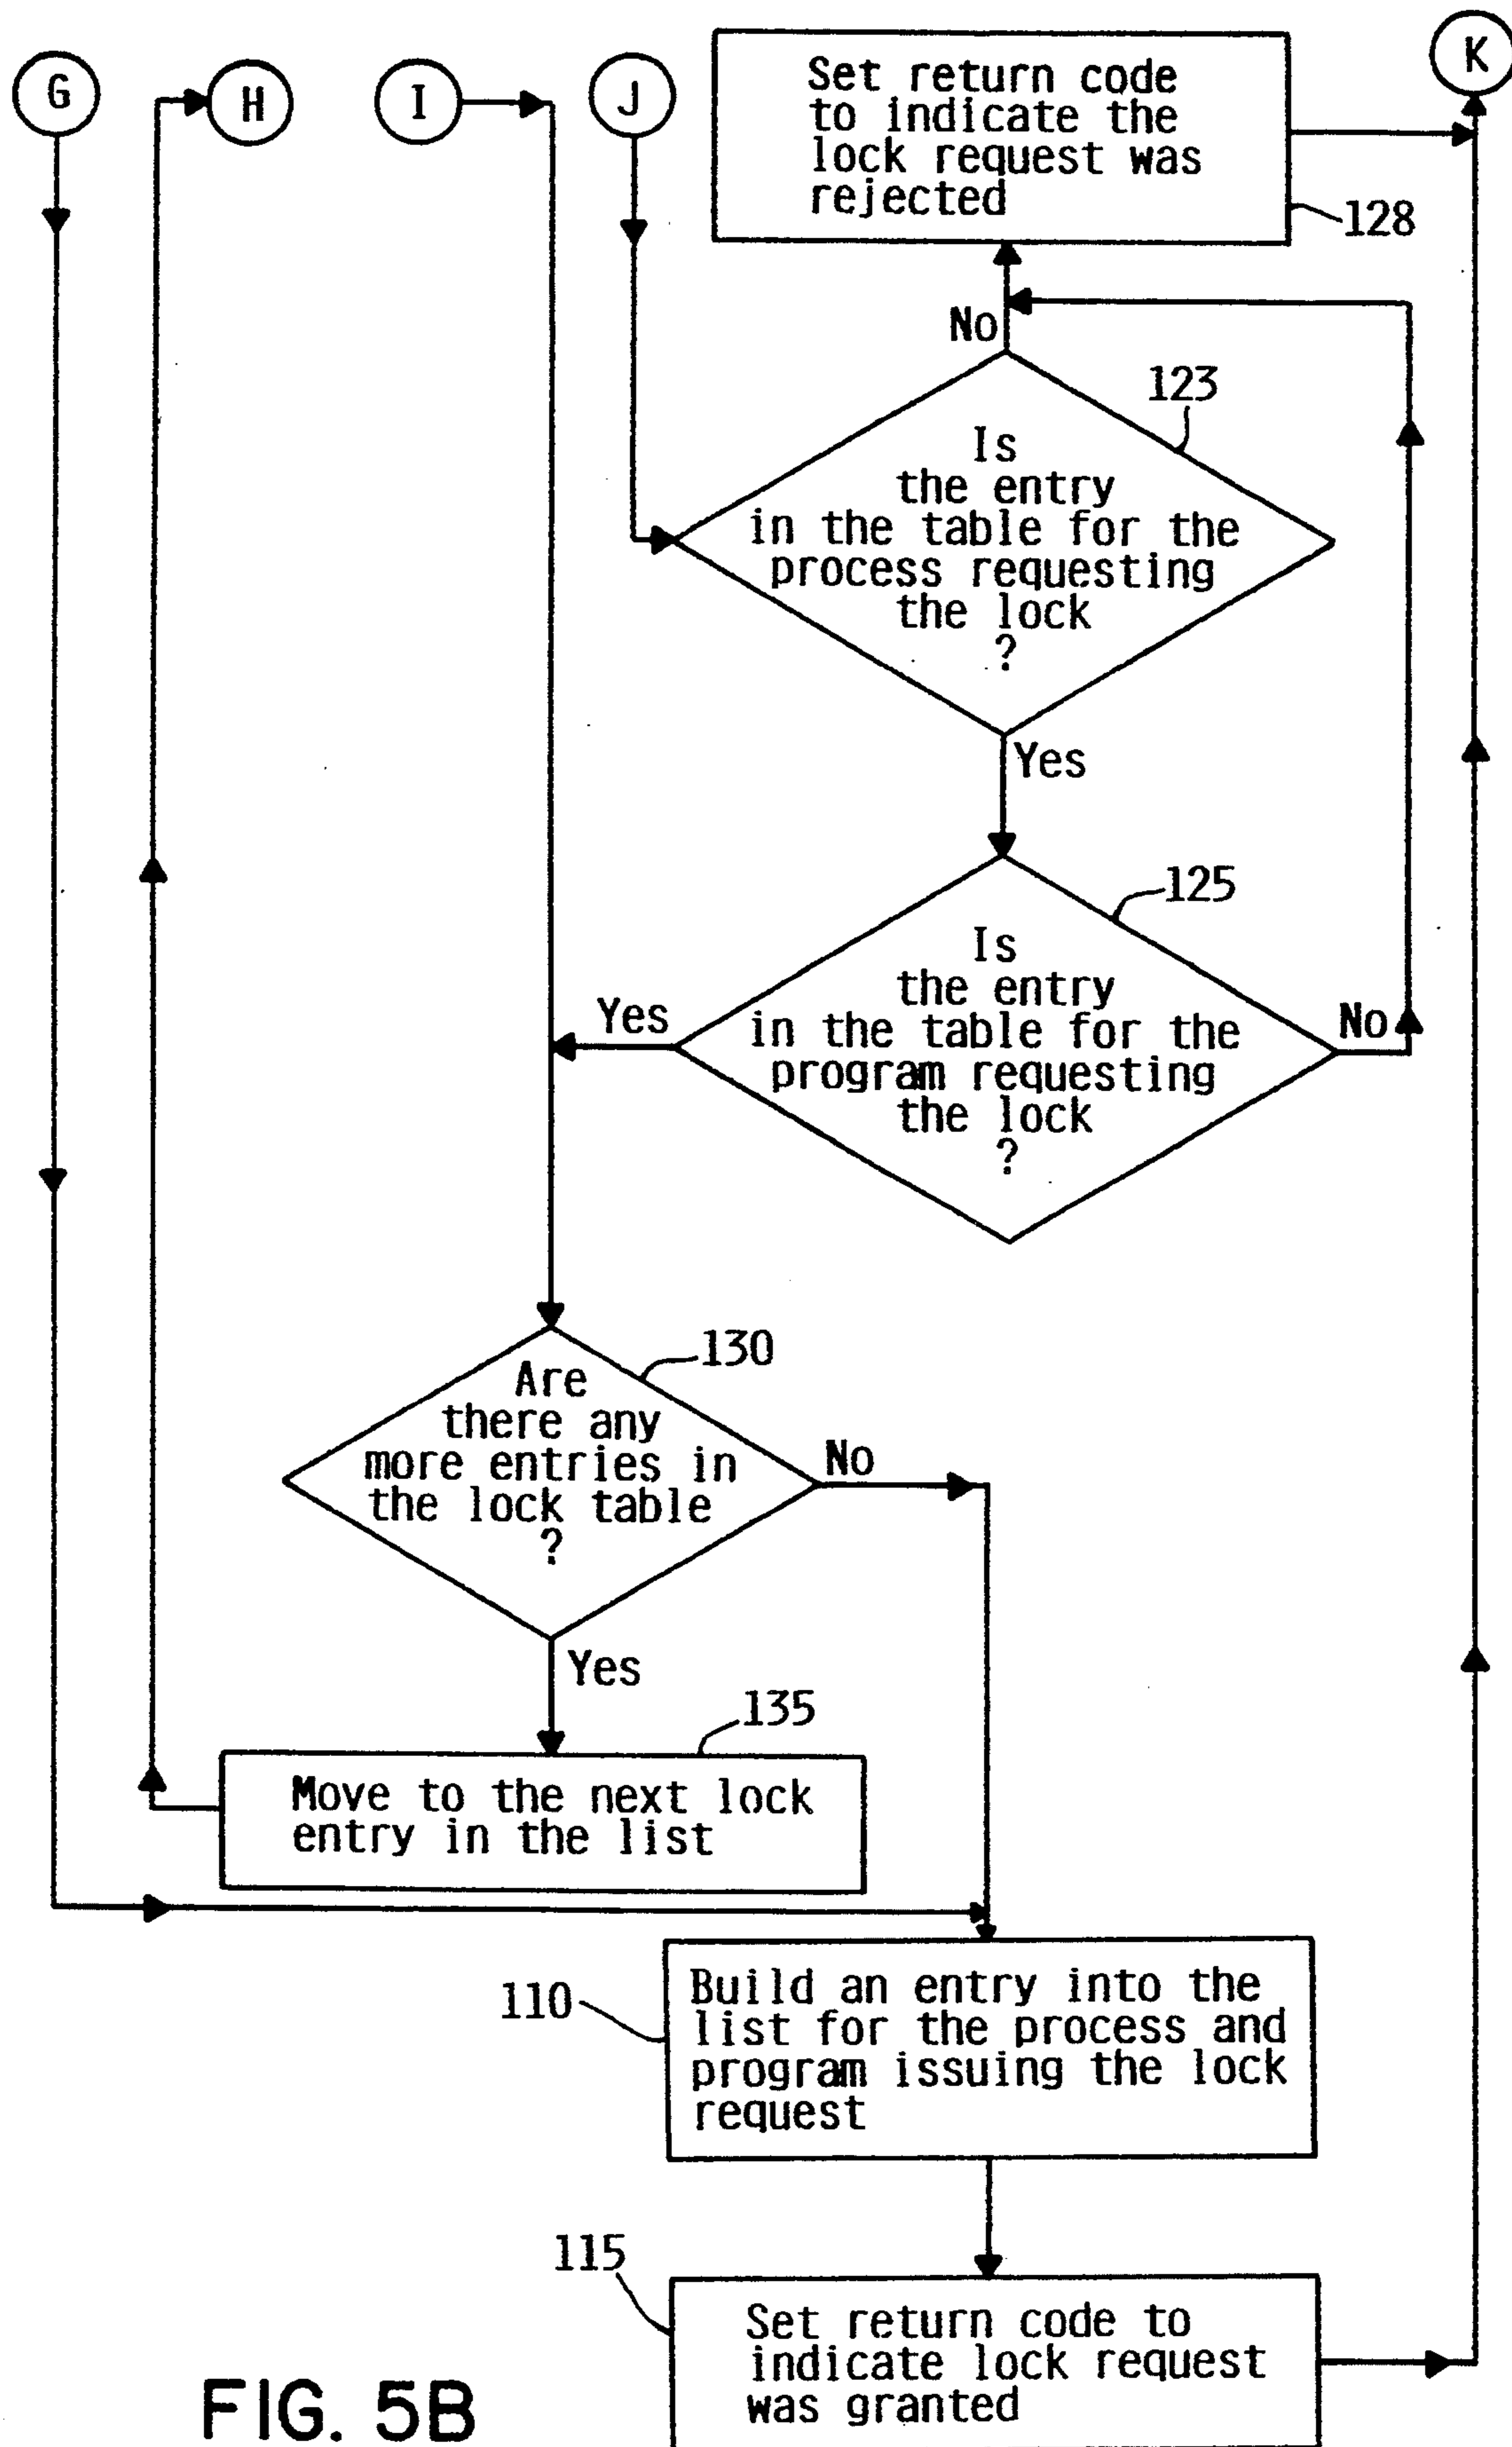 G
H
I
J
K
Set return code
to indicate the
lock request was
rejected
128
No
123
Is
the entry
in the table for the
process requesting
the lock
?
Yes
125
Is
the entry
in the table for the
program requesting
the lock
?
Yes
No
130
Are
there any
more entries in
the lock table
?
No
Yes
135
Move to the next lock
entry in the list
110
Build an entry into the
list for the process and
program issuing the lock
request
115
Set return code to
indicate lock request
was granted
FIG. 5B